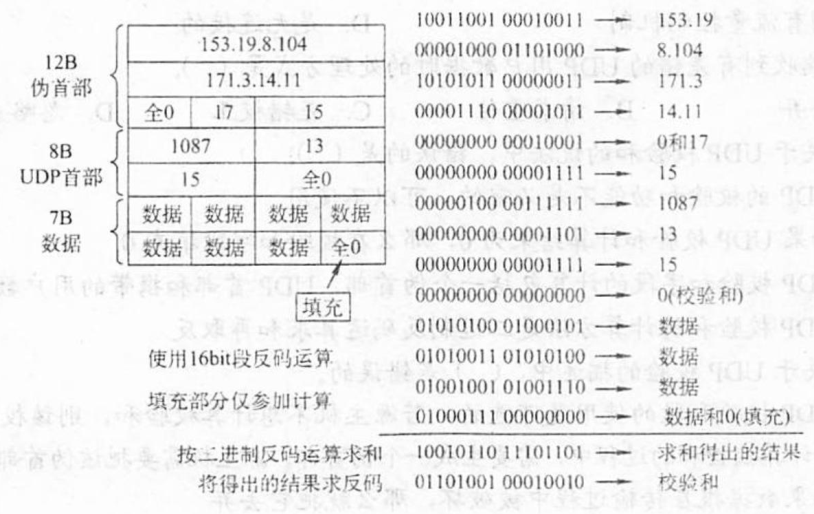 12B
伪首部
153.19.8.104
171.3.14.11
全0 17 15
8B
UDP首部
1087 13
15 全0
7B
数据
数据 数据 数据 数据
数据 数据 数据 全0
填充
10011001 00010011 → 153.19
00001000 01101000 → 8.104
10101011 00000011 → 171.3
00001110 00001011 → 14.11
00000000 00010001 → 0和17
00000000 00001111 → 15
00000100 00111111 → 1087
00000000 00001101 → 13
00000000 00001111 → 15
00000000 00000000 → 0(校验和)
01010100 01000101 → 数据
使用16bit段反码运算 01010011 01010100 → 数据
填充部分仅参加计算 01001001 01001110 → 数据
01000111 00000000 → 数据和0(填充)
按二进制反码运算求和 10010110 11101101 → 求和得出的结果
将得出的结果求反码 01101001 00010010 → 校验和